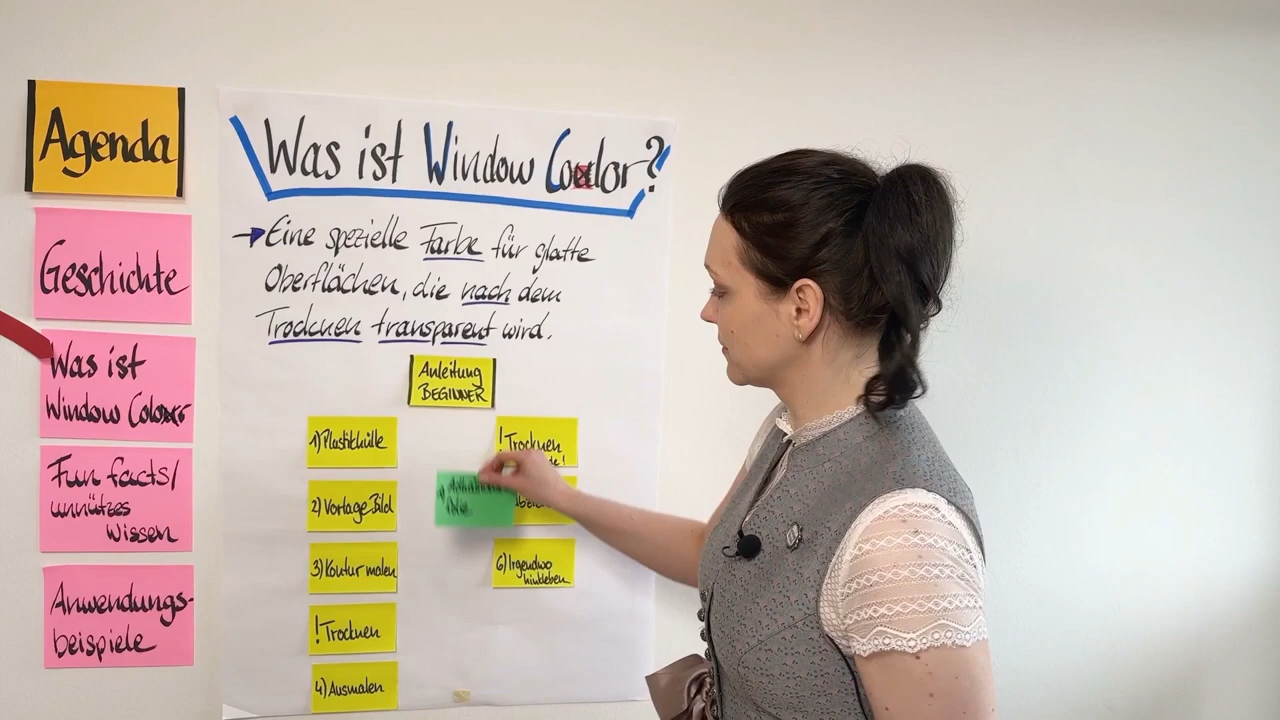 Agenda
Geschichte
Was ist
Window Color
Fun facts/
unnützes
Wissen
Anwendungs-
beispiele
Was ist Window Color?
Eine spezielle Farbe für glatte
Oberflächen, die nach dem
Trocknen transparent wird.
Anleitung
BEGINNER
1) Plastikhülle
2) Vorlage Bild
3) Kontur malen
! Trocknen
4) Ausmalen
! Trocknen
6) Irgendwo
hinkleben